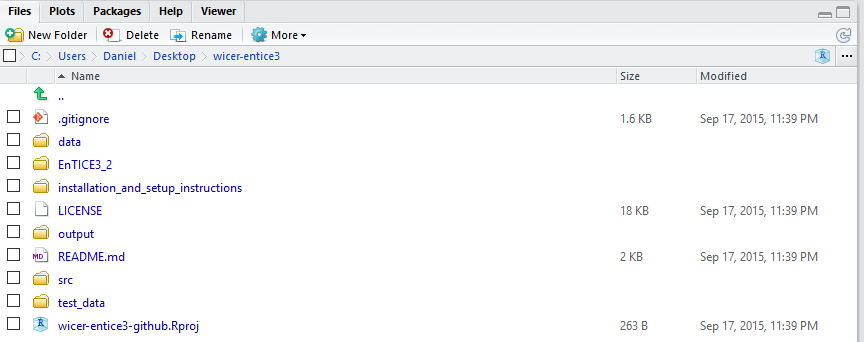 Files Plots Packages Help Viewer
New Folder Delete Rename More
C: Users Daniel Desktop wicer-entice3 ...
Name Size Modified
..
.gitignore 1.6 KB Sep 17, 2015, 11:39 PM
data
EnTICE3_2
installation_and_setup_instructions
LICENSE 18 KB Sep 17, 2015, 11:39 PM
output
MD README.md 2 KB Sep 17, 2015, 11:39 PM
src
test_data
wicer-entice3-github.Rproj 263 B Sep 17, 2015, 11:39 PM